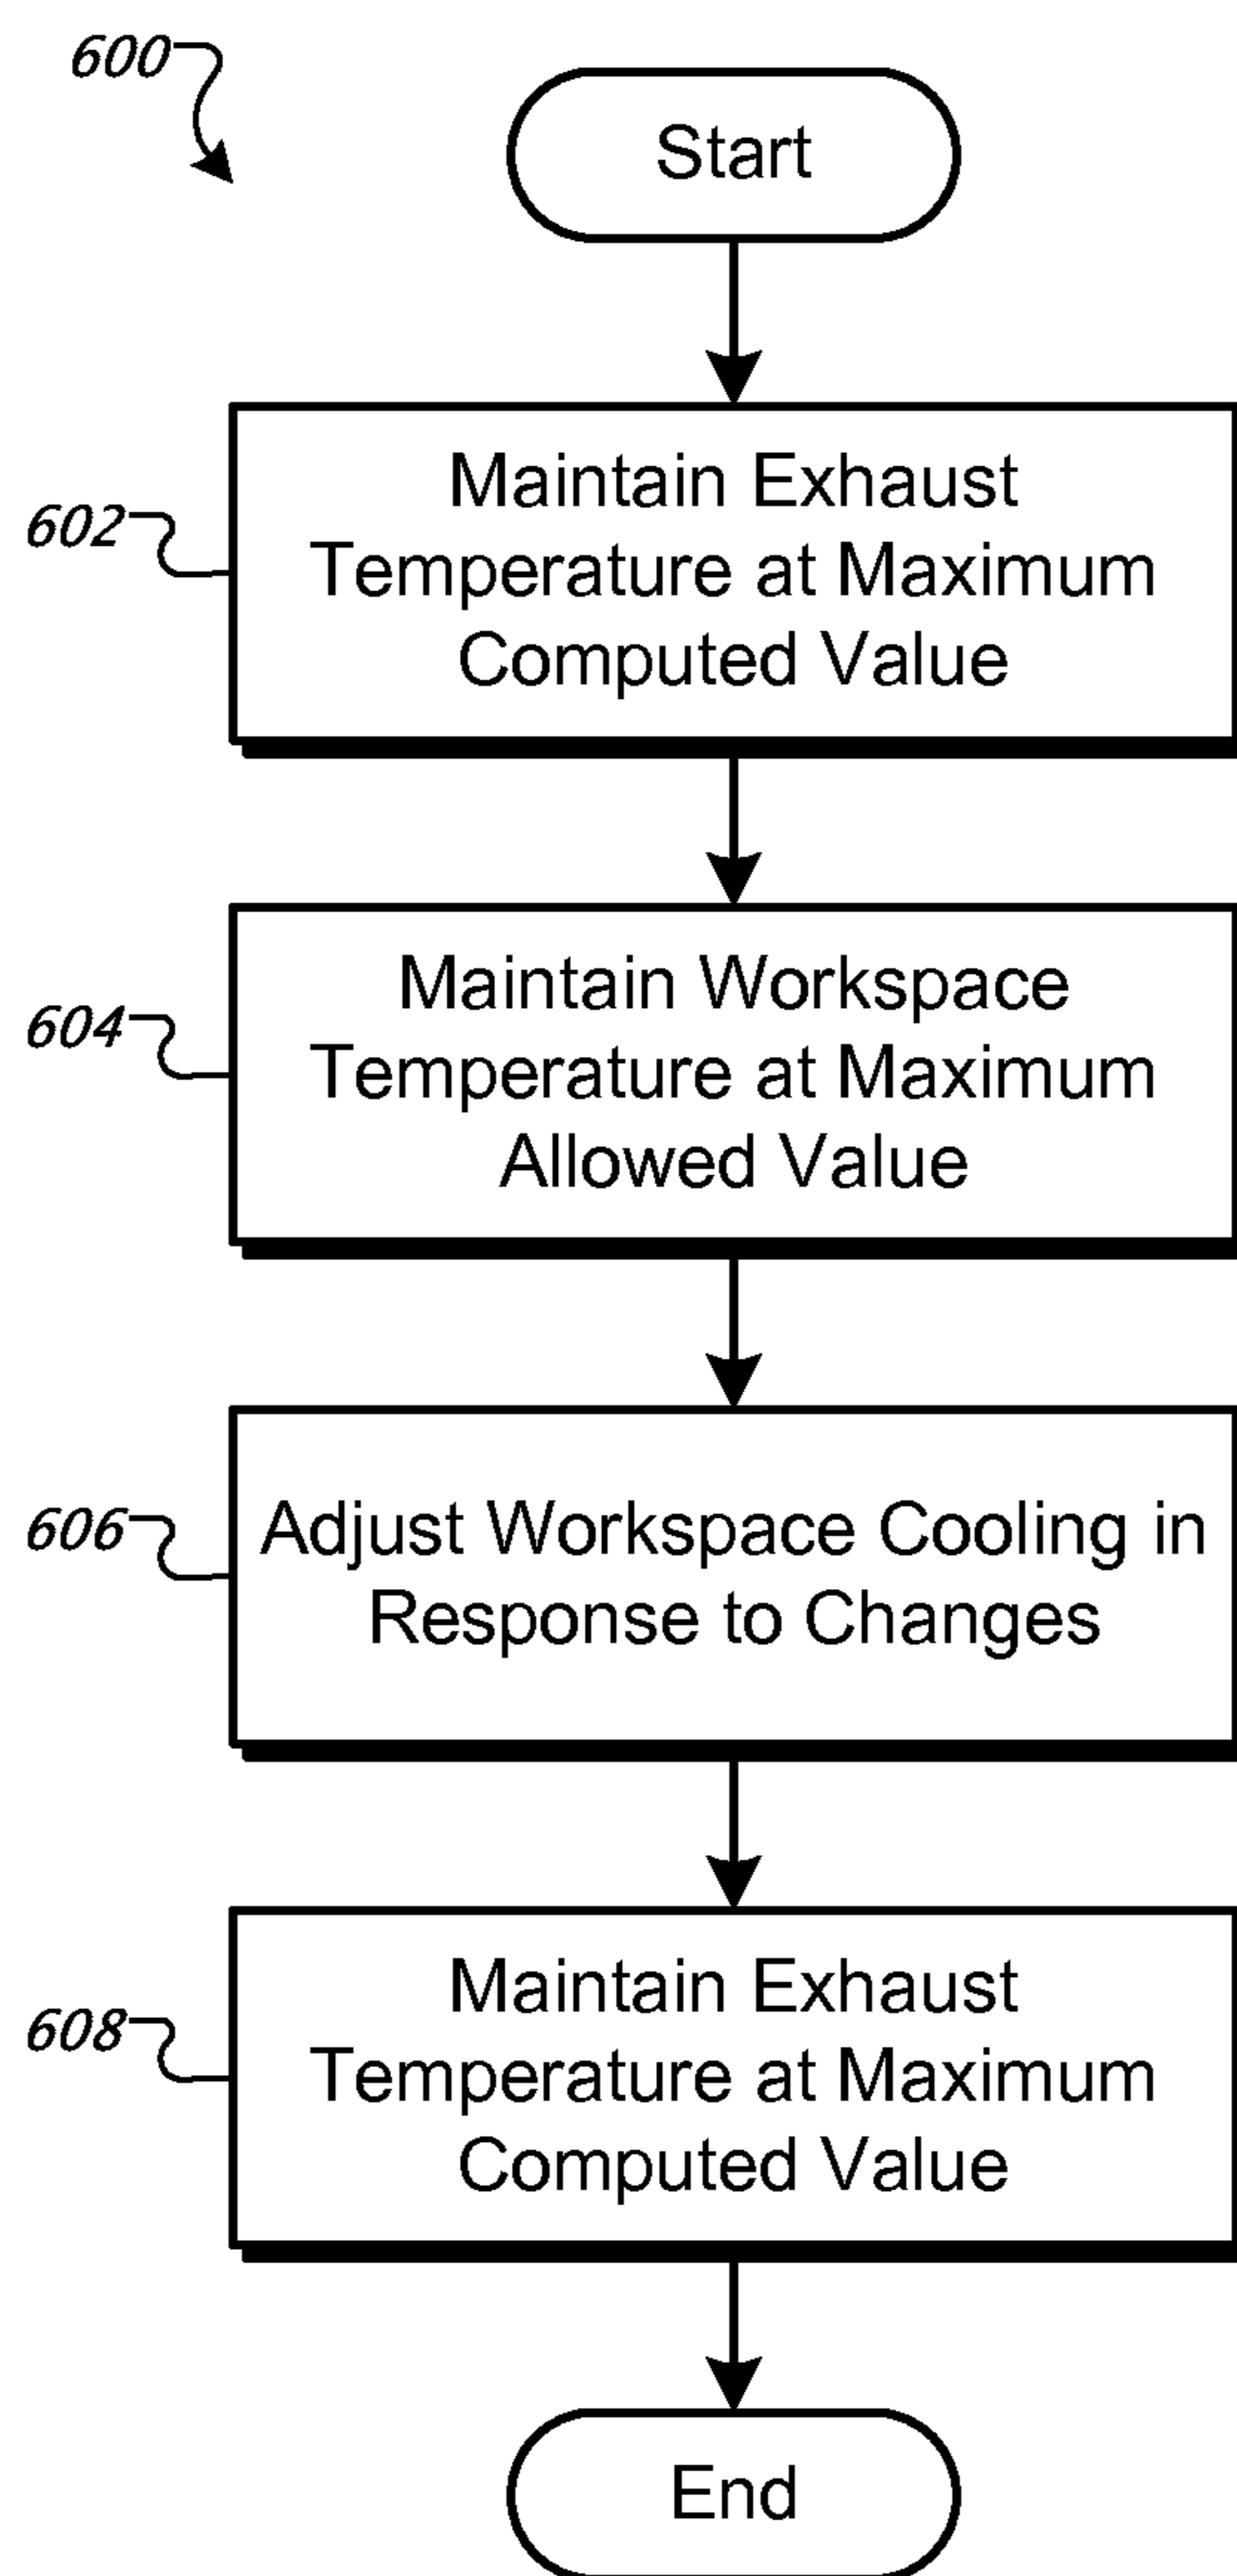 600
Start
602
Maintain Exhaust
Temperature at Maximum
Computed Value
604
Maintain Workspace
Temperature at Maximum
Allowed Value
606
Adjust Workspace Cooling in
Response to Changes
608
Maintain Exhaust
Temperature at Maximum
Computed Value
End